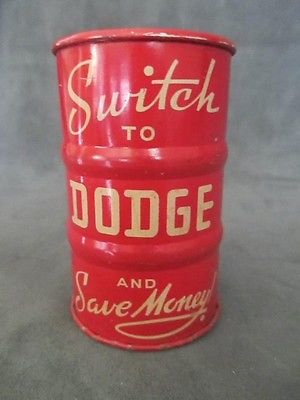 Switch
TO
DODGE
AND
Save Money!